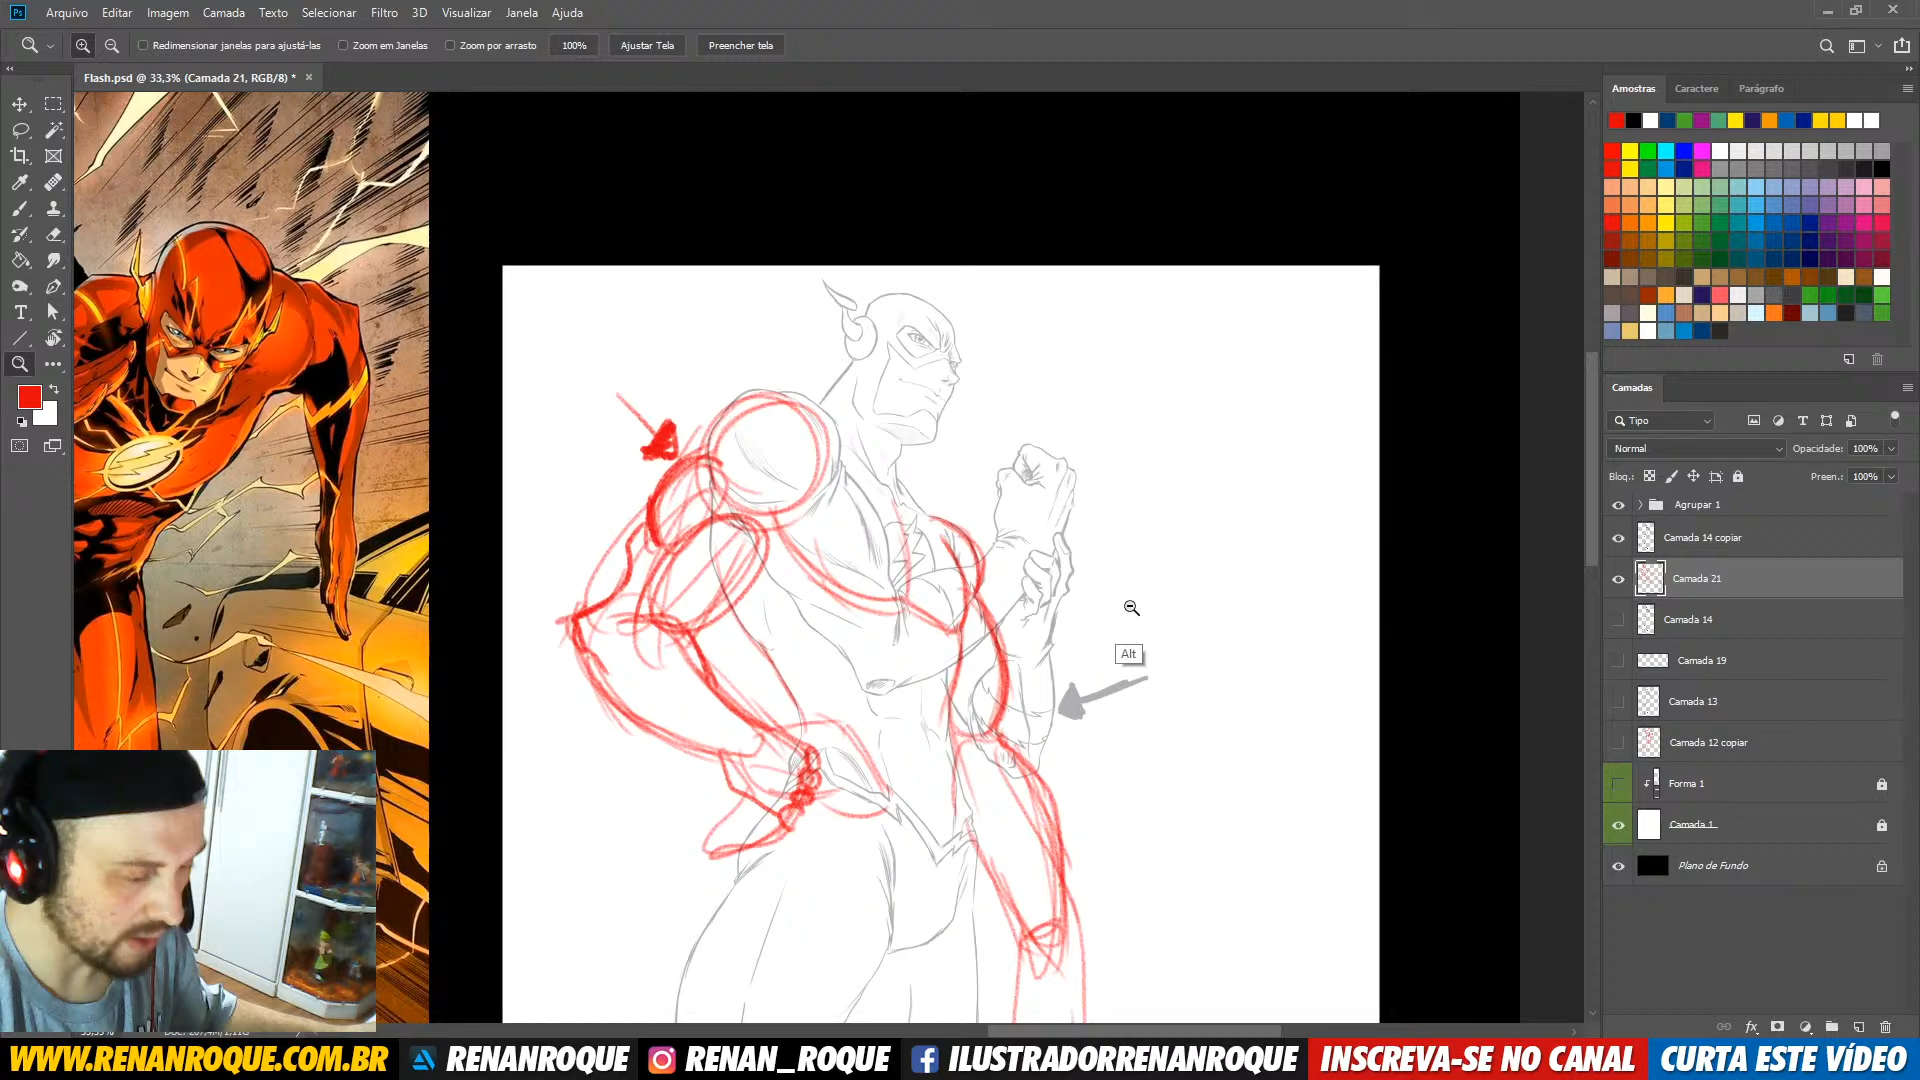 Ps Arquivo Editar Imagem Camada Texto Selecionar Filtro 3D Visualizar Janela Ajuda
Redimensionar janelas para ajustá-las Zoom em Janelas Zoom por arrasto 100% Ajustar Tela Preencher tela
Flash.psd @ 33,3% (Camada 21, RGB/8) *
Amostras Caractere Parágrafo
Camadas
Tipo
Normal Opacidade: 100%
Bloq.: Preen.: 100%
Agrupar 1
Camada 14 copiar
Camada 21
Camada 14
Camada 19
Camada 13
Camada 12 copiar
Forma 1
Camada 1
Plano de Fundo
Alt
WWW.RENANROQUE.COM.BR RENANROQUE RENAN_ROQUE ILUSTRADORRENANROQUE INSCREVA-SE NO CANAL CURTA ESTE VÍDEO